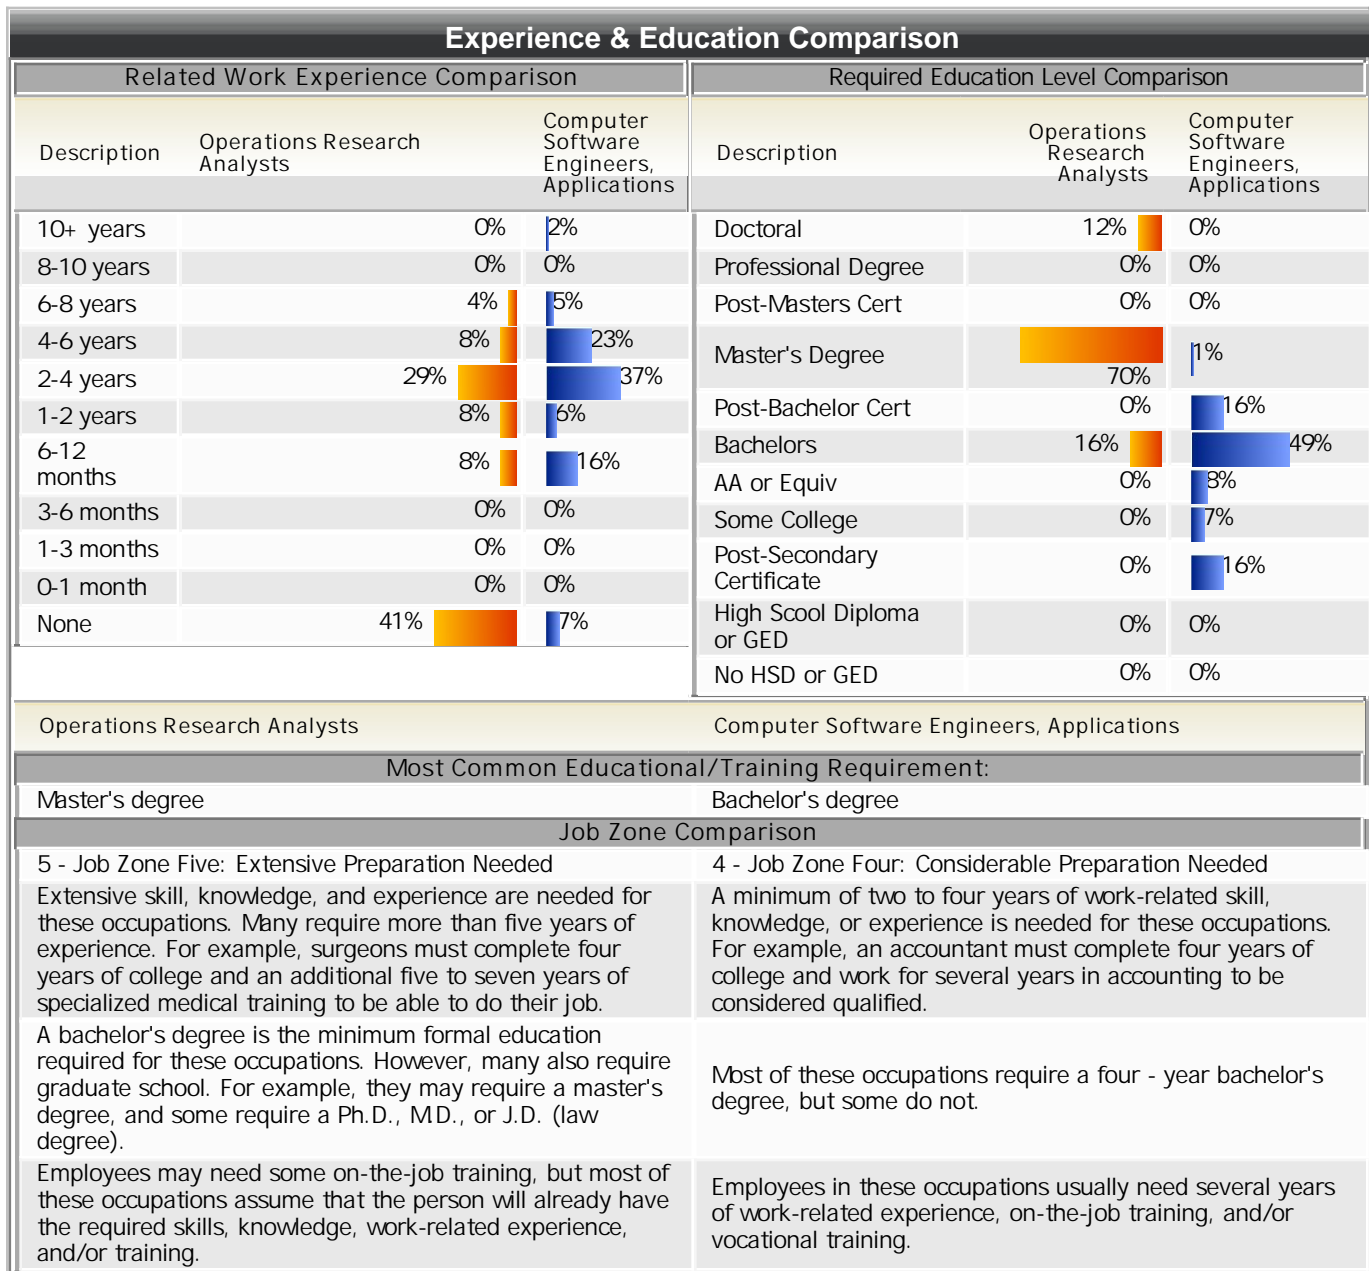 Experience & Education Comparison
Related Work Experience Comparison
Description Operations Research Analysts Computer Software Engineers, Applications
10+ years 0% 2%
8-10 years 0% 0%
6-8 years 4% 5%
4-6 years 8% 23%
2-4 years 29% 37%
1-2 years 8% 6%
6-12 months 8% 16%
3-6 months 0% 0%
1-3 months 0% 0%
0-1 month 0% 0%
None 41% 7%
Required Education Level Comparison
Description Operations Research Analysts Computer Software Engineers, Applications
Doctoral 12% 0%
Professional Degree 0% 0%
Post-Masters Cert 0% 0%
Master's Degree 70% 1%
Post-Bachelor Cert 0% 16%
Bachelors 16% 49%
AA or Equiv 0% 8%
Some College 0% 7%
Post-Secondary Certificate 0% 16%
High Scool Diploma or GED 0% 0%
No HSD or GED 0% 0%
Operations Research Analysts Computer Software Engineers, Applications
Most Common Educational/Training Requirement:
Master's degree Bachelor's degree
Job Zone Comparison
5 - Job Zone Five: Extensive Preparation Needed
Extensive skill, knowledge, and experience are needed for
these occupations. Many require more than five years of
experience. For example, surgeons must complete four
years of college and an additional five to seven years of
specialized medical training to be able to do their job.
A bachelor's degree is the minimum formal education
required for these occupations. However, many also require
graduate school. For example, they may require a master's
degree, and some require a Ph.D., M.D., or J.D. (law
degree).
Employees may need some on-the-job training, but most of
these occupations assume that the person will already have
the required skills, knowledge, work-related experience,
and/or training.
4 - Job Zone Four: Considerable Preparation Needed
A minimum of two to four years of work-related skill,
knowledge, or experience is needed for these occupations.
For example, an accountant must complete four years of
college and work for several years in accounting to be
considered qualified.
Most of these occupations require a four - year bachelor's
degree, but some do not.
Employees in these occupations usually need several years
of work-related experience, on-the-job training, and/or
vocational training.